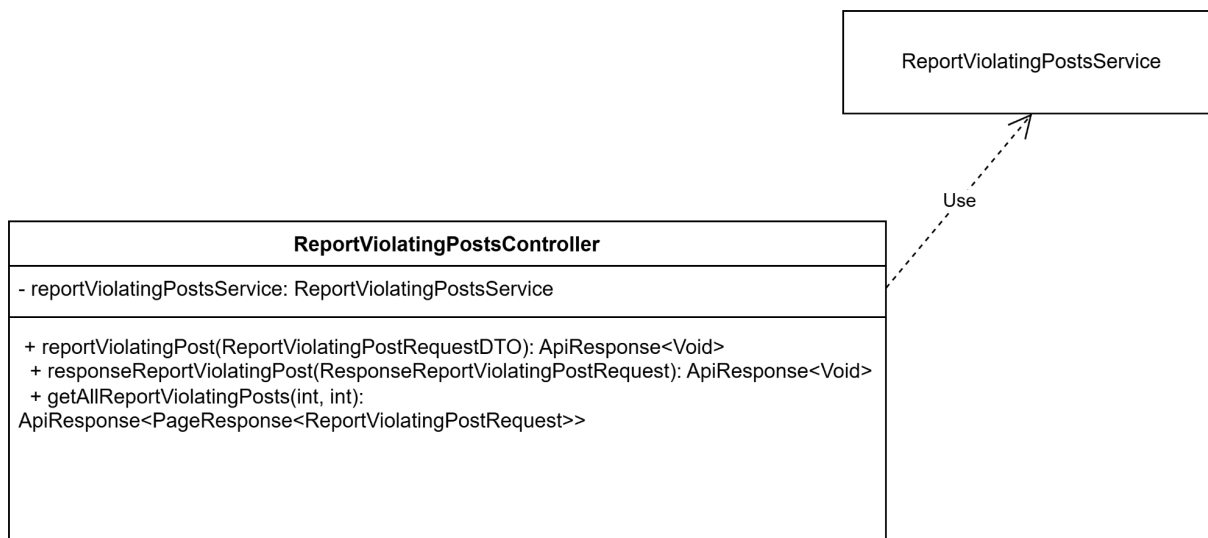 ReportViolatingPostsService
Use
ReportViolatingPostsController
- reportViolatingPostsService: ReportViolatingPostsService
+ reportViolatingPost(ReportViolatingPostRequestDTO): ApiResponse<Void>
+ responseReportViolatingPost(ResponseReportViolatingPostRequest): ApiResponse<Void>
+ getAllReportViolatingPosts(int, int):
ApiResponse<PageResponse<ReportViolatingPostRequest>>